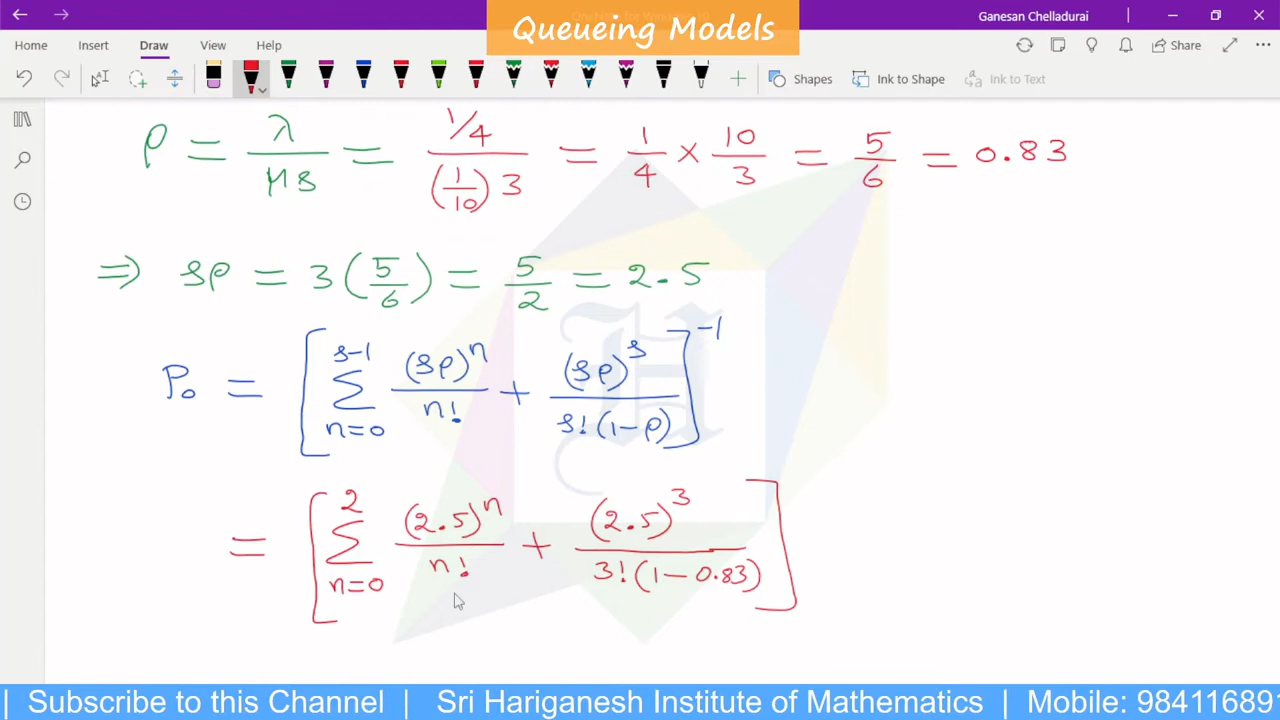 Queueing Models
Ganesan Chelladurai
Home Insert Draw View Help
Share
Shapes Ink to Shape Ink to Text
ρ = λ / μs = 1/4 / (1/10) 3 = 1/4 × 10/3 = 5/6 = 0.83
⇒ sρ = 3 (5/6) = 5/2 = 2.5
P₀ = [ Σ_{n=0}^{s-1} (sρ)^n / n! + (sρ)^s / s! (1-ρ) ]^{-1}
= [ Σ_{n=0}^{2} (2.5)^n / n! + (2.5)^3 / 3! (1-0.83) ]
| Subscribe to this Channel | Sri Hariganesh Institute of Mathematics | Mobile: 98411689